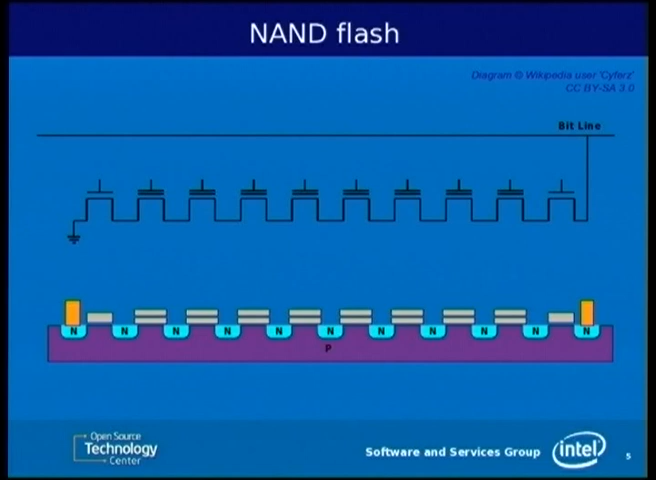 NAND flash
Diagram © Wikipedia user 'Cyferz'
CC BY-SA 3.0
Bit Line
N N N N N N N N N N N
P
Open Source
Technology
Center
Software and Services Group
intel
5